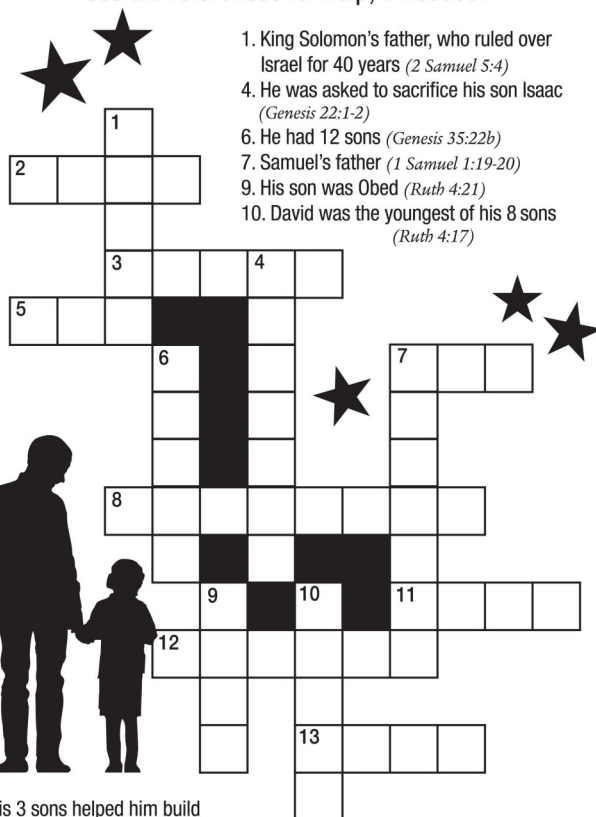 1. King Solomon’s father, who ruled over
Israel for 40 years (2 Samuel 5:4)
4. He was asked to sacrifice his son Isaac
(Genesis 22:1-2)
6. He had 12 sons (Genesis 35:22b)
7. Samuel’s father (1 Samuel 1:19-20)
9. His son was Obed (Ruth 4:21)
10. David was the youngest of his 8 sons
(Ruth 4:17)
1
2
3 4
5
6 7
8
9 10 11
12
13
3 sons helped him build